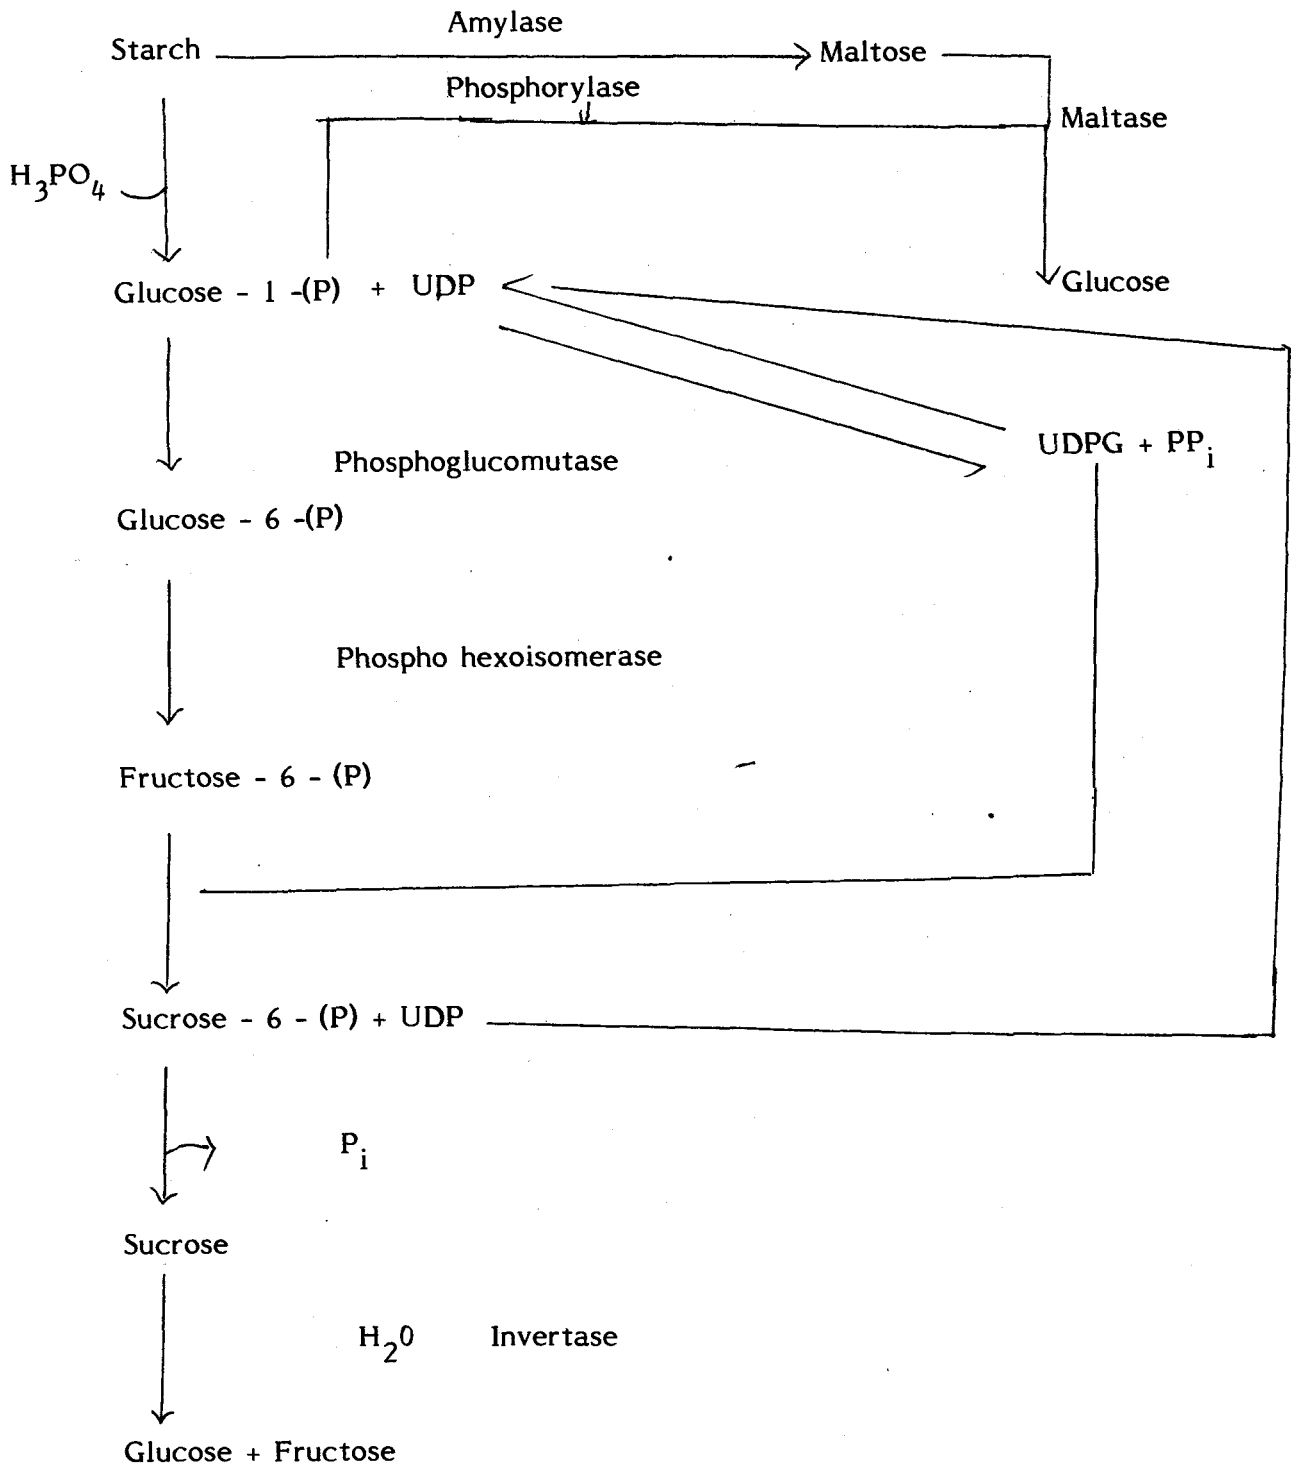 Amylase
Starch
Maltose
Phosphorylase
Maltase
H3PO4
Glucose - 1 -(P) + UDP
Glucose
UDPG + PPi
Phosphoglucomutase
Glucose - 6 -(P)
Phospho hexoisomerase
Fructose - 6 - (P)
Sucrose - 6 - (P) + UDP
Pi
Sucrose
H20 Invertase
Glucose + Fructose